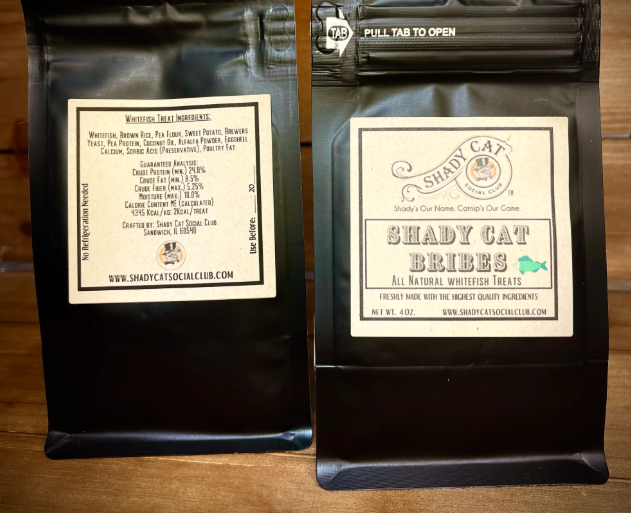 Whitefish Treat Ingredients:
Whitefish, Brown Rice, Pea Flour, Sweet Potato, Brewers
Yeast, Pea Protein, Coconut Oil, Alfalfa Powder, Eggshell
Calcium, Sorbic Acid (Preservative), Poultry Fat
Guaranteed Analysis:
Crude Protein (min.) 24.0%
Crude Fat (min.) 8.5%
Crude Fiber (max.) 5.25%
Moisture (max.) 10.0%
Calorie Content ME (calculated)
4345 Kcal/kg; 2Kcal/treat
Crafted by: Shady Cat Social Club
Sandwich, IL 60548
www.shadycatsocialclub.com
No Refrigeration Needed
Use Before: 20
TAB
PULL TAB TO OPEN
SHADY CAT
SOCIAL CLUB
Shady's Our Name. Catnip's Our Game.
SHADY CAT
BRIBES
All Natural whitefish Treats
FRESHLY MADE WITH THE HIGHEST QUALITY INGREDIENTS
NET WT. 4 OZ. WWW.SHADYCATSOCIALCLUB.COM